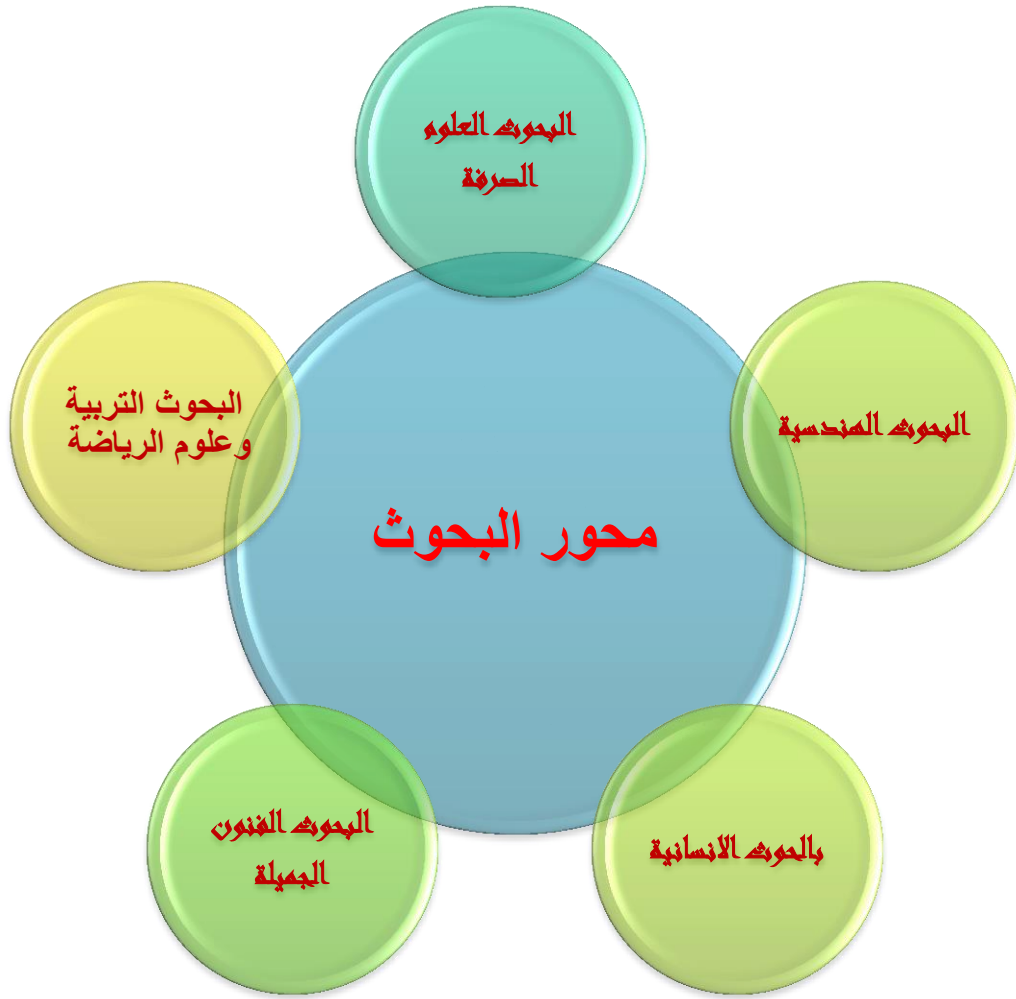 البحوث العلوم
الصرفة
البحوث الهندسية
البحوث التربية
وعلوم الرياضة
محور البحوث
بالحوث الانسانية
البحوث الفنون
الجميلة